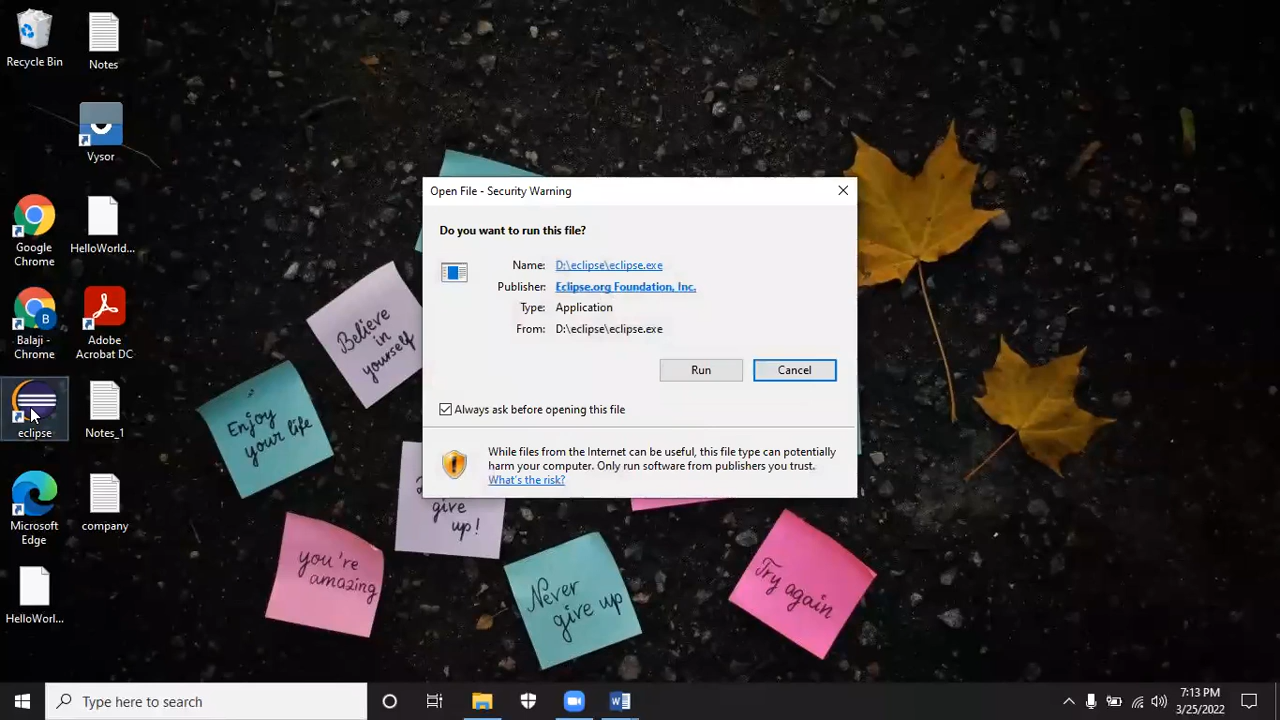 Recycle Bin
Notes
Vysor
Google
Chrome
HelloWorld...
Balaji -
Chrome
Adobe
Acrobat DC
eclipse
Notes_1
Microsoft
Edge
company
HelloWorl...
Open File - Security Warning
Do you want to run this file?
Name: D:\eclipse\eclipse.exe
Publisher: Eclipse.org Foundation, Inc.
Type: Application
From: D:\eclipse\eclipse.exe
Run Cancel
Always ask before opening this file
While files from the Internet can be useful, this file type can potentially
harm your computer. Only run software from publishers you trust.
What's the risk?
Believe
in
yourself
Enjoy
your life
give
up!
you're
amazing
Never
give up
Try again
Type here to search
7:13 PM
3/25/2022